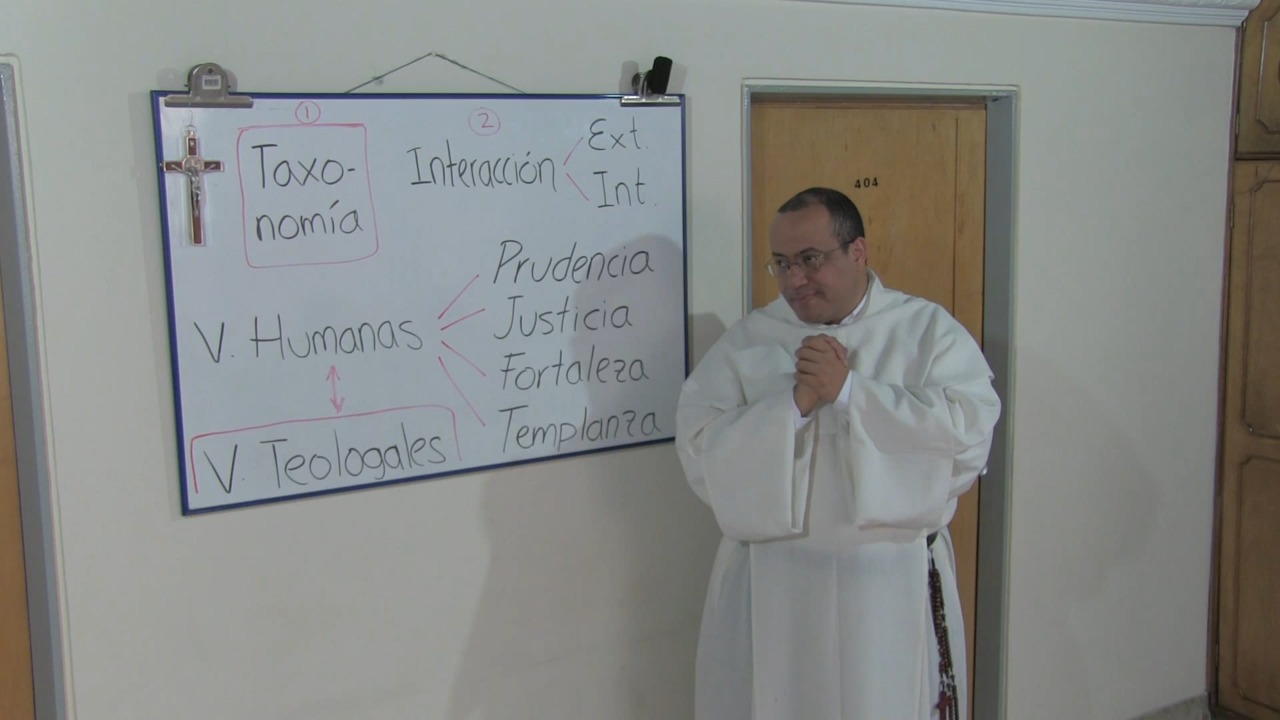 1
Taxo-
nomía
2
Interacción
Ext.
Int.
V. Humanas
Prudencia
Justicia
Fortaleza
Templanza
V. Teologales
404